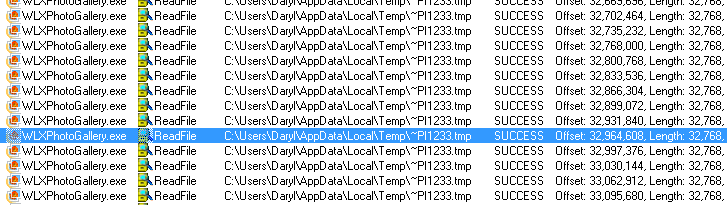 WLXPhotoGallery.exe ReadFile C:\Users\Daryl\AppData\Local\Temp\~PI1233.tmp SUCCESS Offset: 32,669,696, Length: 32,768,
WLXPhotoGallery.exe ReadFile C:\Users\Daryl\AppData\Local\Temp\~PI1233.tmp SUCCESS Offset: 32,702,464, Length: 32,768,
WLXPhotoGallery.exe ReadFile C:\Users\Daryl\AppData\Local\Temp\~PI1233.tmp SUCCESS Offset: 32,735,232, Length: 32,768,
WLXPhotoGallery.exe ReadFile C:\Users\Daryl\AppData\Local\Temp\~PI1233.tmp SUCCESS Offset: 32,768,000, Length: 32,768,
WLXPhotoGallery.exe ReadFile C:\Users\Daryl\AppData\Local\Temp\~PI1233.tmp SUCCESS Offset: 32,800,768, Length: 32,768,
WLXPhotoGallery.exe ReadFile C:\Users\Daryl\AppData\Local\Temp\~PI1233.tmp SUCCESS Offset: 32,833,536, Length: 32,768,
WLXPhotoGallery.exe ReadFile C:\Users\Daryl\AppData\Local\Temp\~PI1233.tmp SUCCESS Offset: 32,866,304, Length: 32,768,
WLXPhotoGallery.exe ReadFile C:\Users\Daryl\AppData\Local\Temp\~PI1233.tmp SUCCESS Offset: 32,899,072, Length: 32,768,
WLXPhotoGallery.exe ReadFile C:\Users\Daryl\AppData\Local\Temp\~PI1233.tmp SUCCESS Offset: 32,931,840, Length: 32,768,
WLXPhotoGallery.exe ReadFile C:\Users\Daryl\AppData\Local\Temp\~PI1233.tmp SUCCESS Offset: 32,964,608, Length: 32,768,
WLXPhotoGallery.exe ReadFile C:\Users\Daryl\AppData\Local\Temp\~PI1233.tmp SUCCESS Offset: 32,997,376, Length: 32,768,
WLXPhotoGallery.exe ReadFile C:\Users\Daryl\AppData\Local\Temp\~PI1233.tmp SUCCESS Offset: 33,030,144, Length: 32,768,
WLXPhotoGallery.exe ReadFile C:\Users\Daryl\AppData\Local\Temp\~PI1233.tmp SUCCESS Offset: 33,062,912, Length: 32,768,
WLXPhotoGallery.exe ReadFile C:\Users\Daryl\AppData\Local\Temp\~PI1233.tmp SUCCESS Offset: 33,095,680, Length: 32,768,